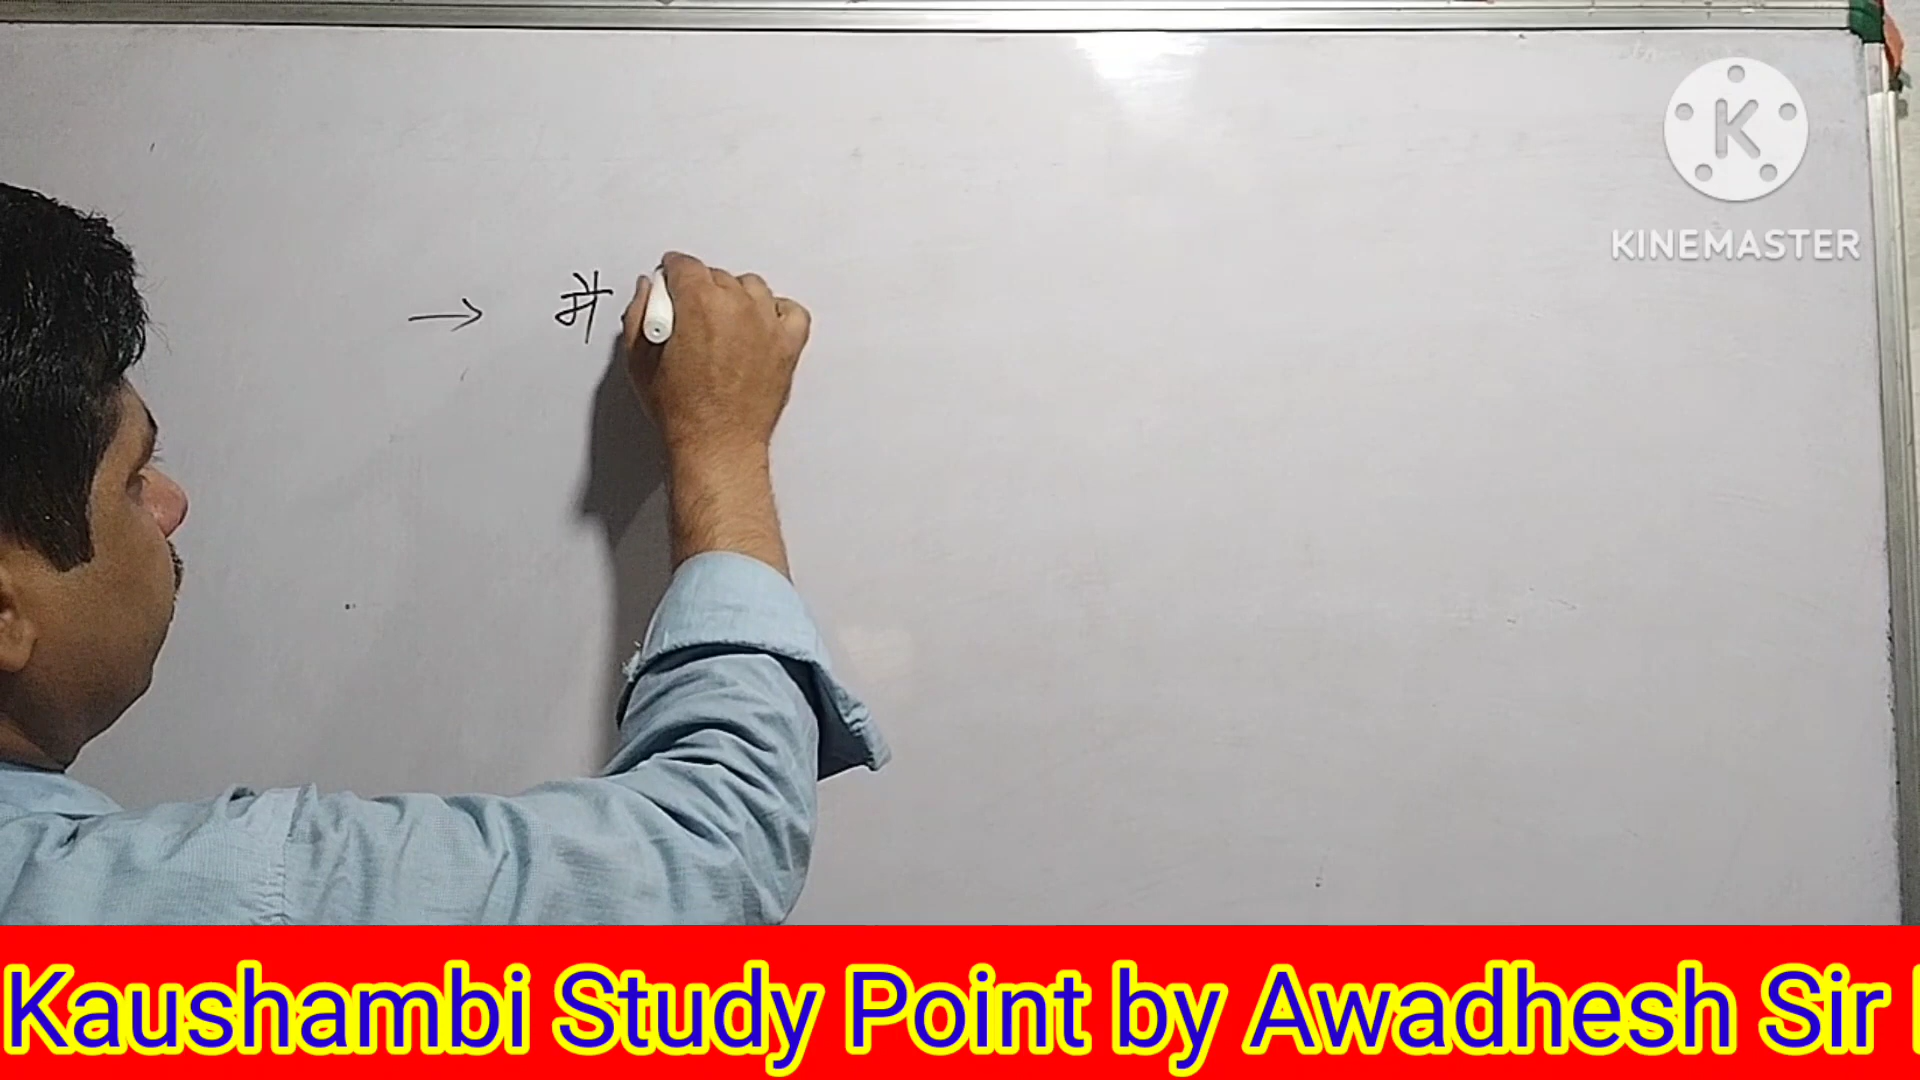 K
KINEMASTER
→ मैं
Kaushambi Study Point by Awadhesh Sir